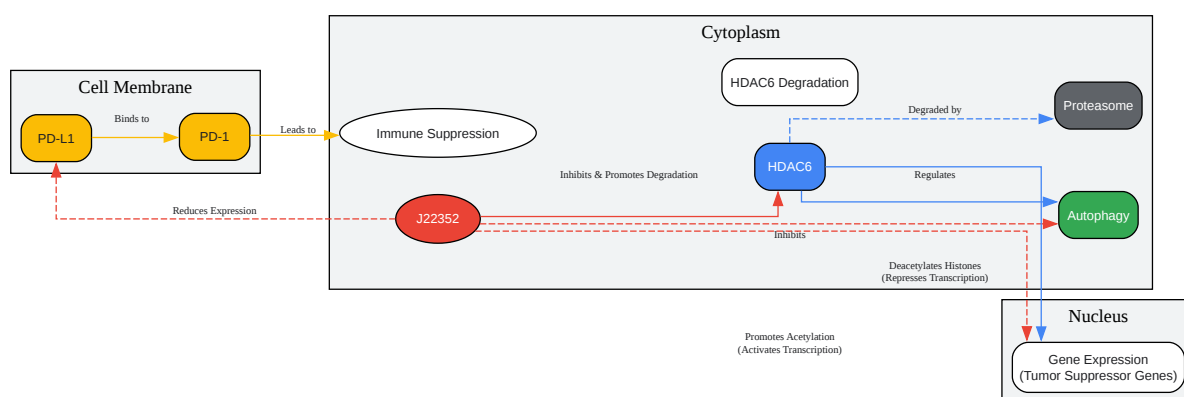 Cytoplasm
Cell Membrane
HDAC6 Degradation
Proteasome
Degraded by
PD-L1
Binds to
PD-1
Leads to
Immune Suppression
HDAC6
Inhibits & Promotes Degradation
Regulates
Reduces Expression
J22352
Autophagy
Inhibits
Deacetylates Histones
(Represses Transcription)
Nucleus
Promotes Acetylation
(Activates Transcription)
Gene Expression
(Tumor Suppressor Genes)